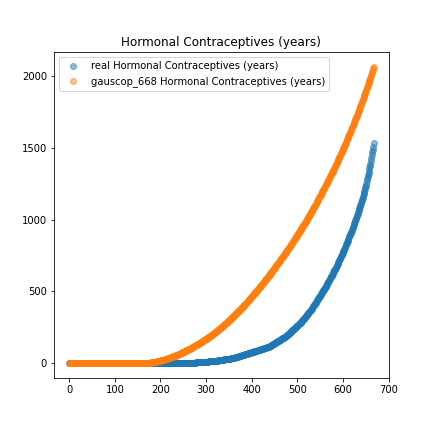 Hormonal Contraceptives (years)
real Hormonal Contraceptives (years)
gauscop_668 Hormonal Contraceptives (years)
2000
1500
1000
500
0
0 100 200 300 400 500 600 700